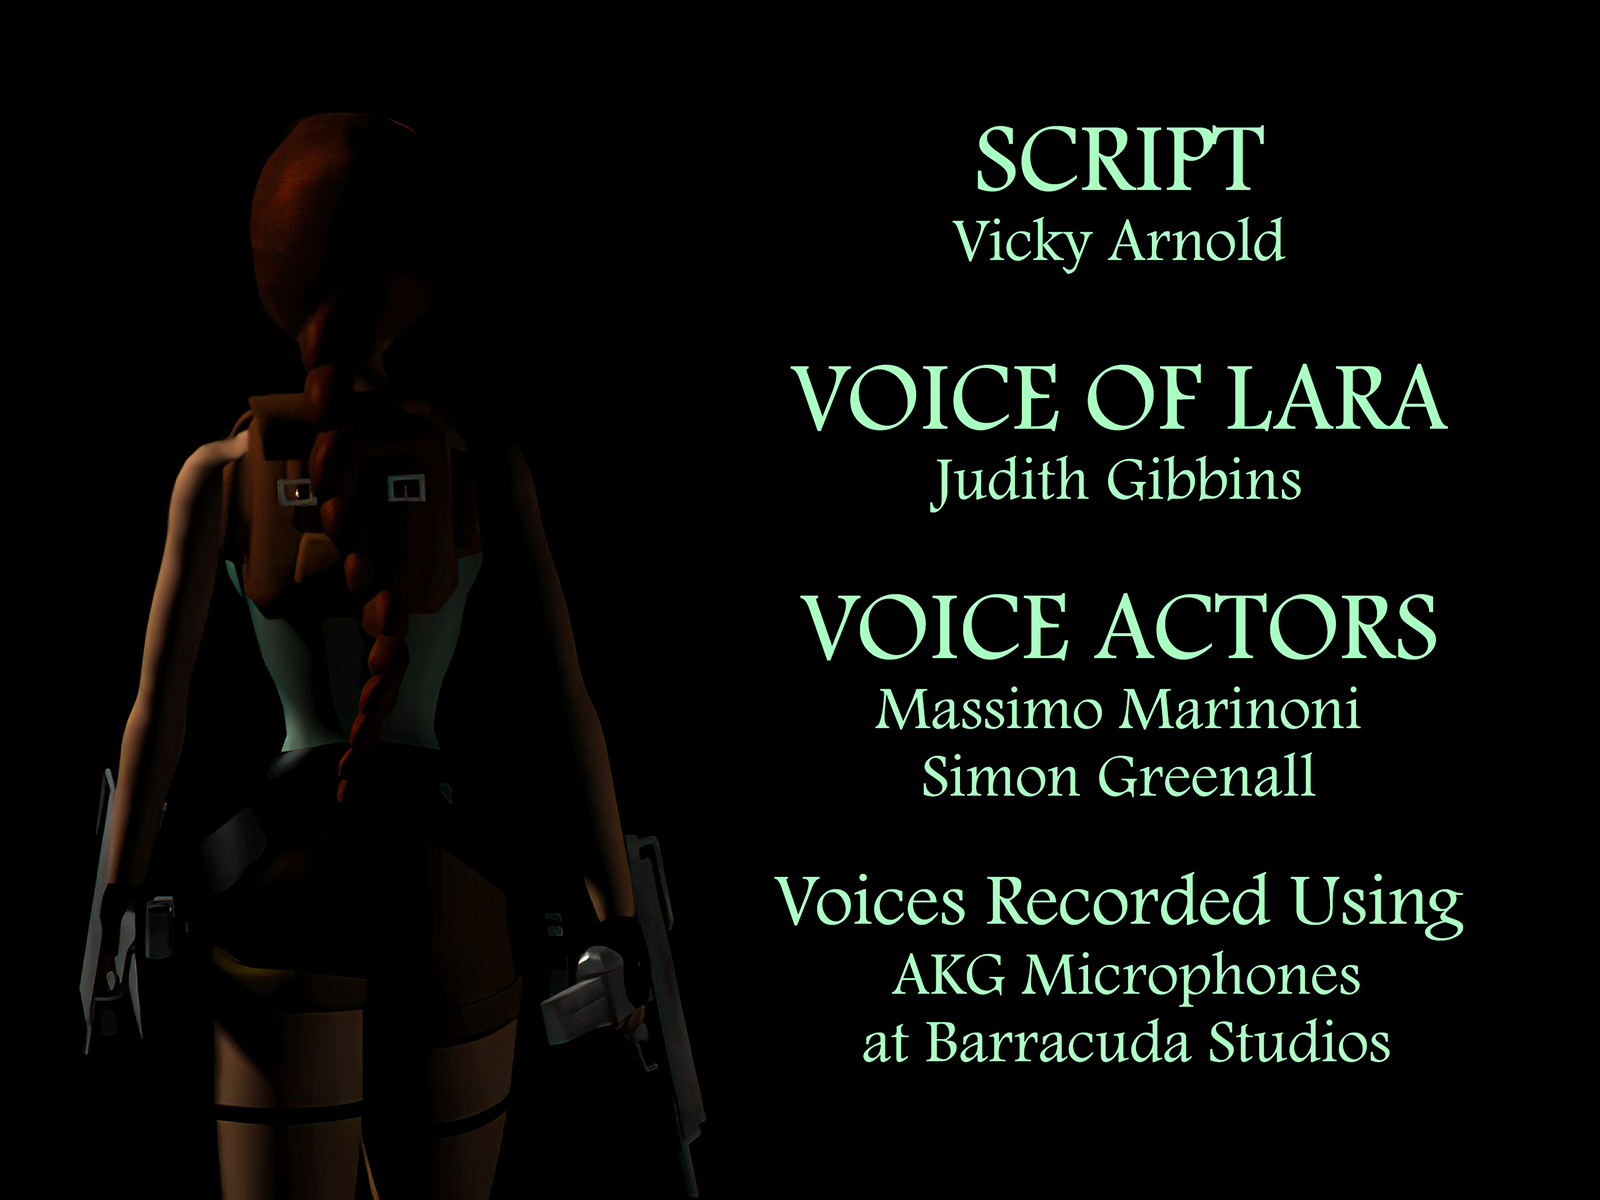 SCRIPT
Vicky Arnold
VOICE OF LARA
Judith Gibbins
VOICE ACTORS
Massimo Marinoni
Simon Greenall
Voices Recorded Using
AKG Microphones
at Barracuda Studios